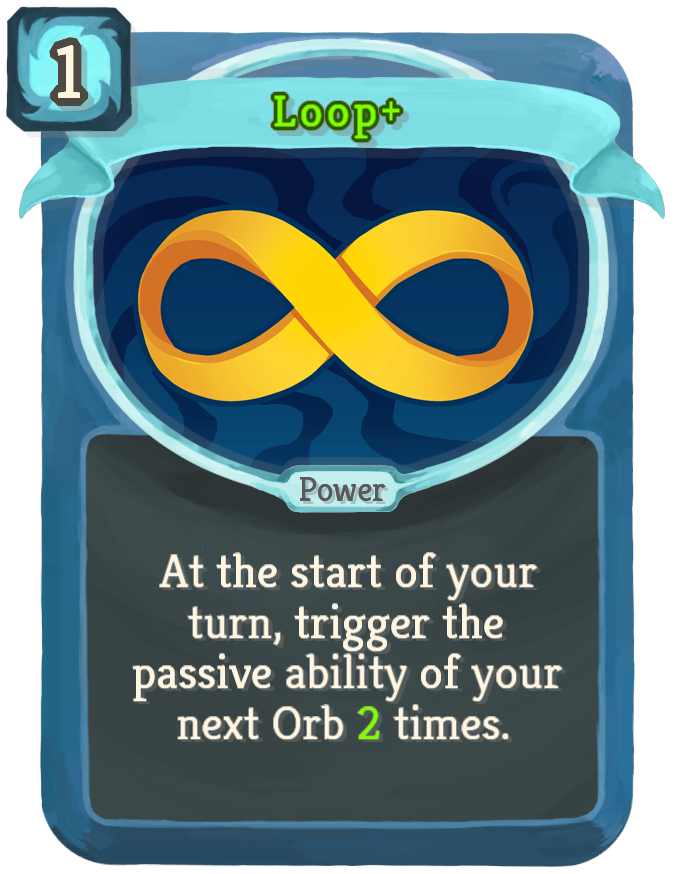 1
Loop+
Power
At the start of your
turn, trigger the
passive ability of your
next Orb 2 times.